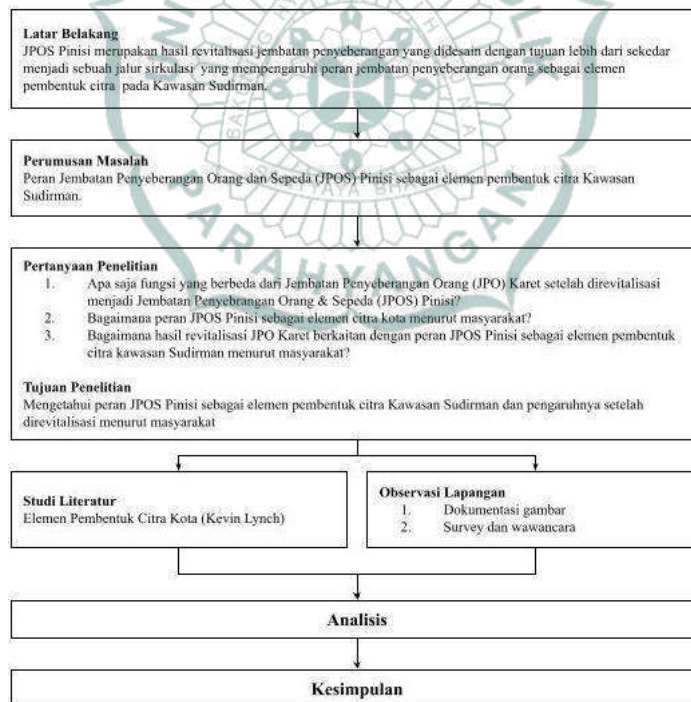 Latar Belakang
JPOS Pinisi merupakan hasil revitalisasi jembatan penyeberangan yang didesain dengan tujuan lebih dari sekedar
menjadi sebuah jalur sirkulasi yang mempengaruhi peran jembatan penyeberangan orang sebagai elemen
pembentuk citra pada Kawasan Sudirman.
Perumusan Masalah
Peran Jembatan Penyeberangan Orang dan Sepeda (JPOS) Pinisi sebagai elemen pembentuk citra Kawasan
Sudirman.
PARAHYANGAN
Pertanyaan Penelitian
1. Apa saja fungsi yang berbeda dari Jembatan Penyeberangan Orang (JPO) Karet setelah direvitalisasi
menjadi Jembatan Penyebrangan Orang & Sepeda (JPOS) Pinisi?
2. Bagaimana peran JPOS Pinisi sebagai elemen citra kota menurut masyarakat?
3. Bagaimana hasil revitalisasi JPO Karet berkaitan dengan peran JPOS Pinisi sebagai elemen pembentuk
citra kawasan Sudirman menurut masyarakat?
Tujuan Penelitian
Mengetahui peran JPOS Pinisi sebagai elemen pembentuk citra Kawasan Sudirman dan pengaruhnya setelah
direvitalisasi menurut masyarakat
Studi Literatur
Elemen Pembentuk Citra Kota (Kevin Lynch)
Observasi Lapangan
1. Dokumentasi gambar
2. Survey dan wawancara
Analisis
Kesimpulan